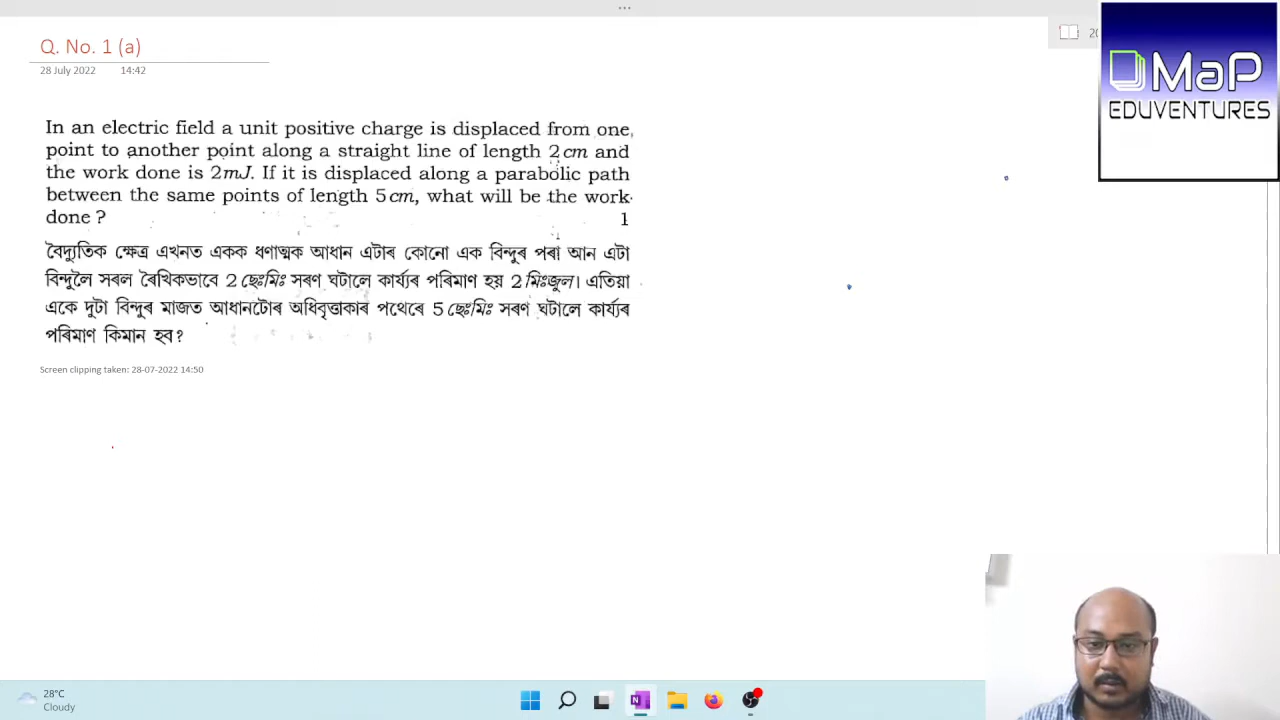 Q. No. 1 (a)
28 July 2022 14:42
MaP
EDUVENTURES
In an electric field a unit positive charge is displaced from one
point to another point along a straight line of length 2 cm and
the work done is 2 mJ. If it is displaced along a parabolic path
between the same points of length 5 cm, what will be the work
done ? 1
বৈদ্যুতিক ক্ষেত্ৰ এখনত একক ধণাত্মক আধান এটাৰ কোনো এক বিন্দুৰ পৰা আন এটা
বিন্দুলৈ সৰল ৰৈখিকভাবে 2 ছেঃমিঃ সৰণ ঘটালে কাৰ্য্যৰ পৰিমাণ হয় 2 মিঃজুল। এতিয়া
একে দুটা বিন্দুৰ মাজত আধানটোৰ অধিবৃত্তাকাৰ পথেৰে 5 ছেঃমিঃ সৰণ ঘটালে কাৰ্য্যৰ
পৰিমাণ কিমান হব?
Screen clipping taken: 28-07-2022 14:50
28°C
Cloudy